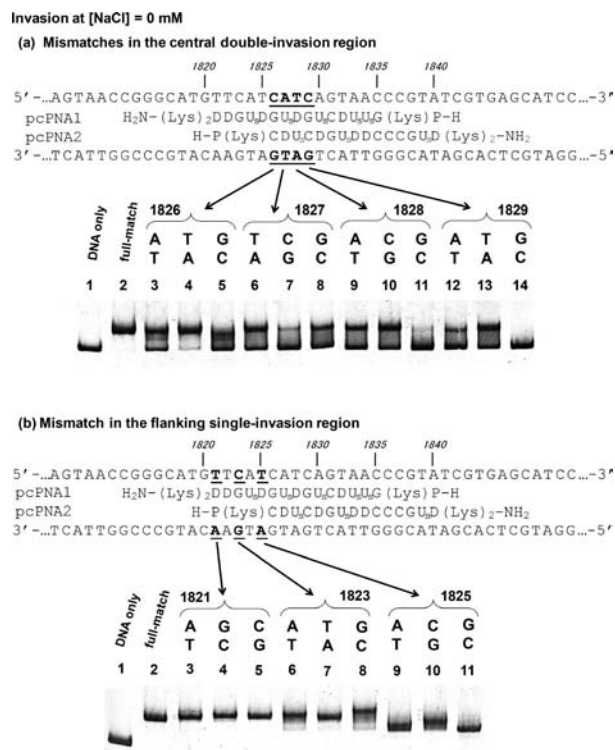 Invasion at [NaCl] = 0 mM
(a) Mismatches in the central double-invasion region
1820 1825 1830 1835 1840
5′-…AGTAACCGGGCATGTTCATCATCAGTAACCCGTATCGTGAGCATCC…-3′
pcPNA1 H₂N-(Lys)₂DDGUₛDGUₛDGUₛCDUₛUₛG(Lys)P-H
pcPNA2 H-P(Lys)CDUₛCDGUₛDDCCCGUₛD(Lys)₂-NH₂
3′-…TCATTGGCCCGTACAAGTAGTAGTCATTGGGCATAGCACTCGTAGG…-5′
1826 1827 1828 1829
DNA only full-match A T G T C G A C G A T G
T A C A G C T G C T A C
1 2 3 4 5 6 7 8 9 10 11 12 13 14
(b) Mismatch in the flanking single-invasion region
1820 1825 1830 1835 1840
5′-…AGTAACCGGGCATGTTCATCATCAGTAACCCGTATCGTGAGCATCC…-3′
pcPNA1 H₂N-(Lys)₂DDGUₛDGUₛDGUₛCDUₛUₛG(Lys)P-H
pcPNA2 H-P(Lys)CDUₛCDGUₛDDCCCGUₛD(Lys)₂-NH₂
3′-…TCATTGGCCCGTACAAGTAGTAGTCATTGGGCATAGCACTCGTAGG…-5′
1821 1823 1825
DNA only full-match A G C A T G A C G
T C G T A C T G C
1 2 3 4 5 6 7 8 9 10 11